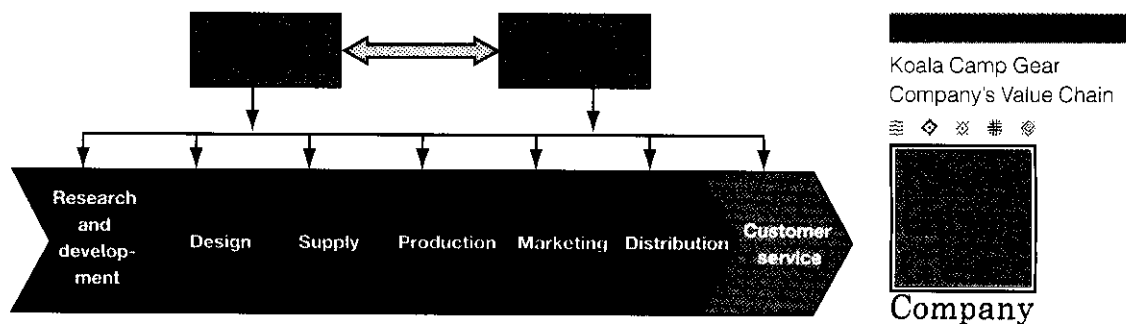 Research
and
develop-
ment
Design
Supply
Production
Marketing
Distribution
Customer
service
Koala Camp Gear
Company's Value Chain
Company